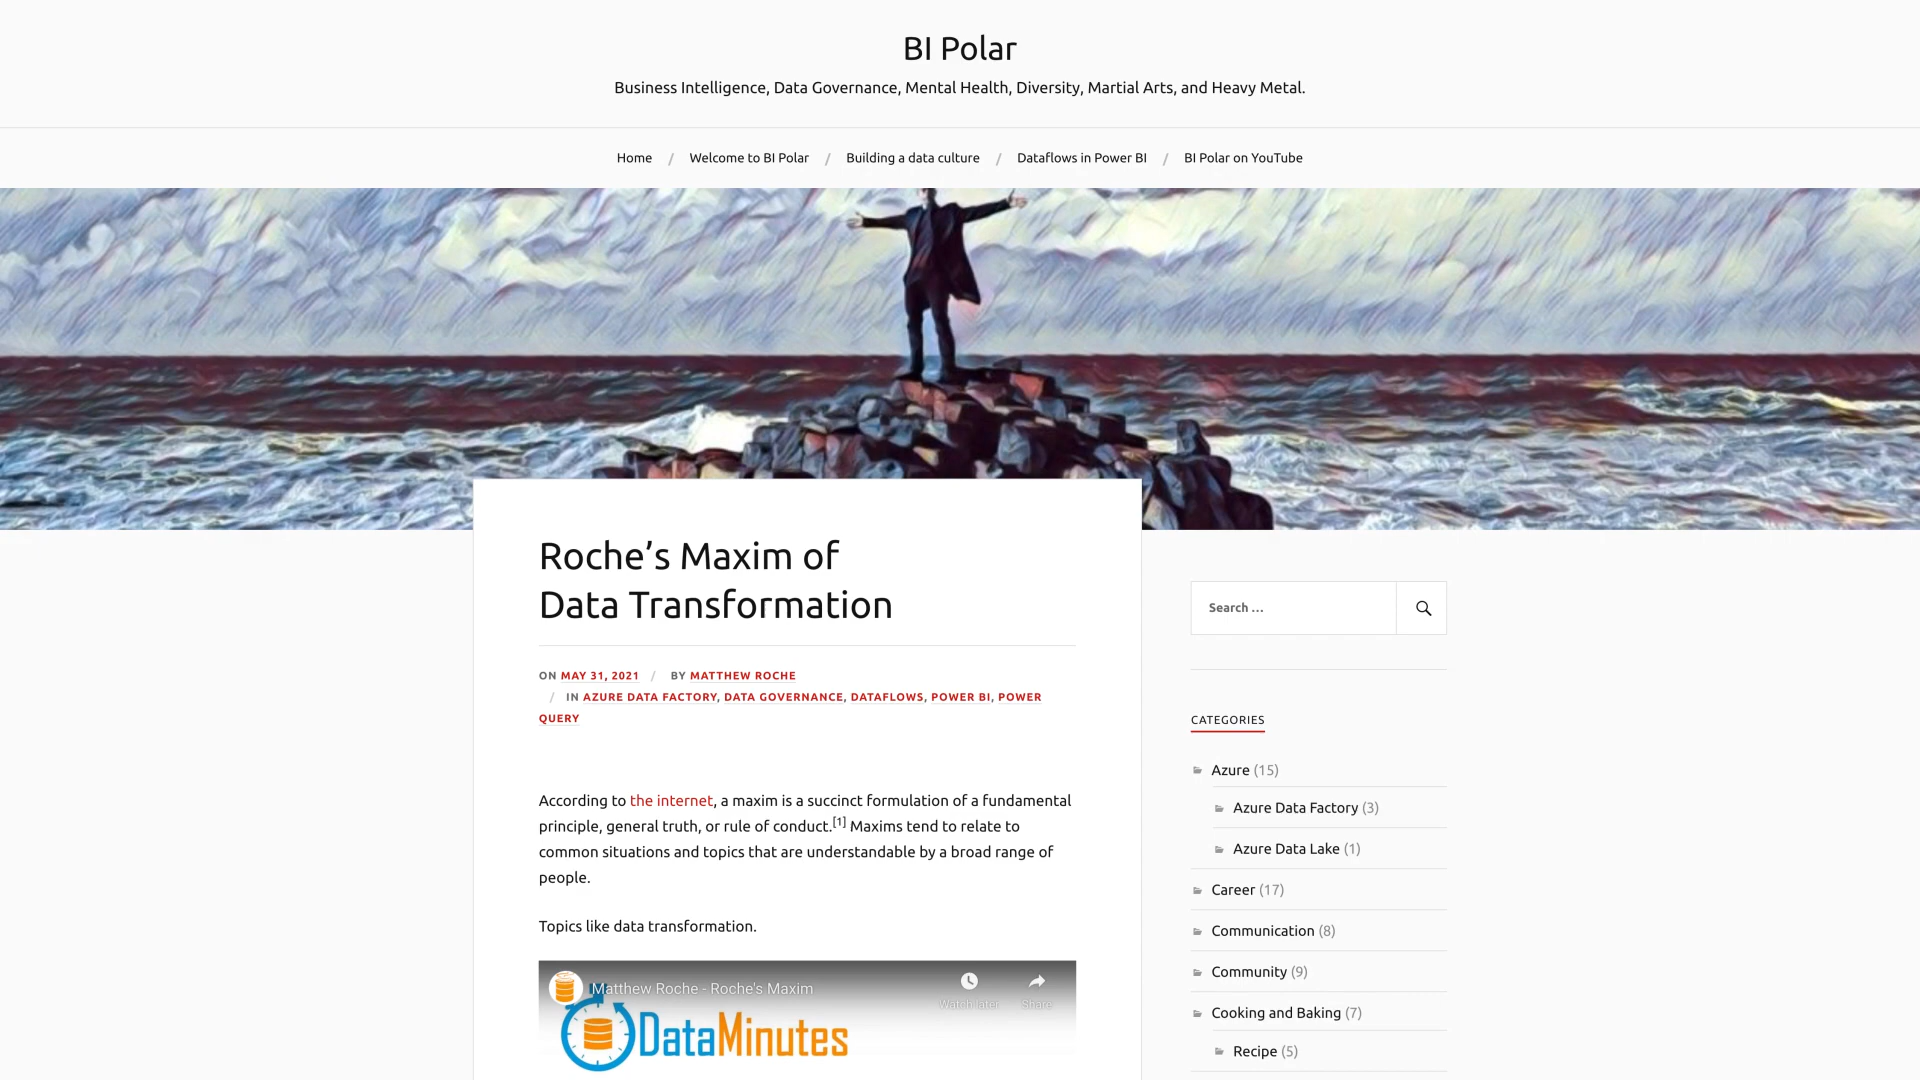 BI Polar
Business Intelligence, Data Governance, Mental Health, Diversity, Martial Arts, and Heavy Metal.
Home / Welcome to BI Polar / Building a data culture / Dataflows in Power BI / BI Polar on YouTube
Roche’s Maxim of
Data Transformation
ON MAY 31, 2021 / BY MATTHEW ROCHE
/ IN AZURE DATA FACTORY, DATA GOVERNANCE, DATAFLOWS, POWER BI, POWER
QUERY
According to the internet, a maxim is a succinct formulation of a fundamental
principle, general truth, or rule of conduct.[1] Maxims tend to relate to
common situations and topics that are understandable by a broad range of
people.
Topics like data transformation.
Matthew Roche - Roche's Maxim
Watch later
Share
DataMinutes
Search …
CATEGORIES
Azure (15)
Azure Data Factory (3)
Azure Data Lake (1)
Career (17)
Communication (8)
Community (9)
Cooking and Baking (7)
Recipe (5)